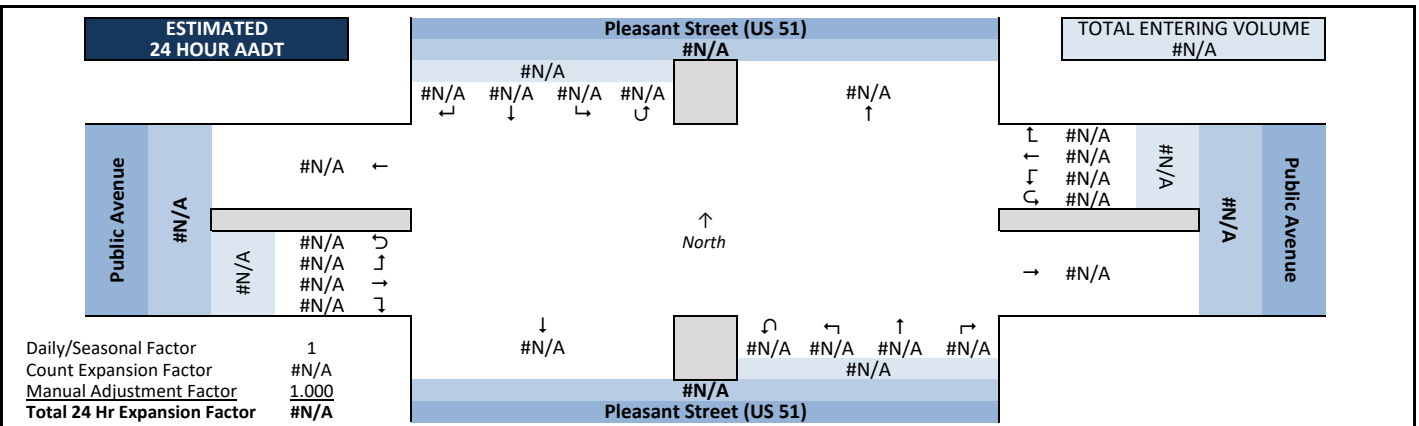 ESTIMATED
24 HOUR AADT
Pleasant Street (US 51)
#N/A
TOTAL ENTERING VOLUME
#N/A
#N/A
#N/A #N/A #N/A #N/A
↵ ↓ ↳ ↺
#N/A
↑
Public Avenue
#N/A
#N/A ←
#N/A
#N/A ⮌
#N/A ↱
#N/A →
#N/A ↴
↑
North
↑ #N/A
← #N/A
↓ #N/A
⮎ #N/A
#N/A
#N/A
Public Avenue
→ #N/A
↓
#N/A
↶ ↰ ↑ ↱
#N/A #N/A #N/A #N/A
#N/A
#N/A
Pleasant Street (US 51)
Daily/Seasonal Factor 1
Count Expansion Factor #N/A
Manual Adjustment Factor 1.000
Total 24 Hr Expansion Factor #N/A